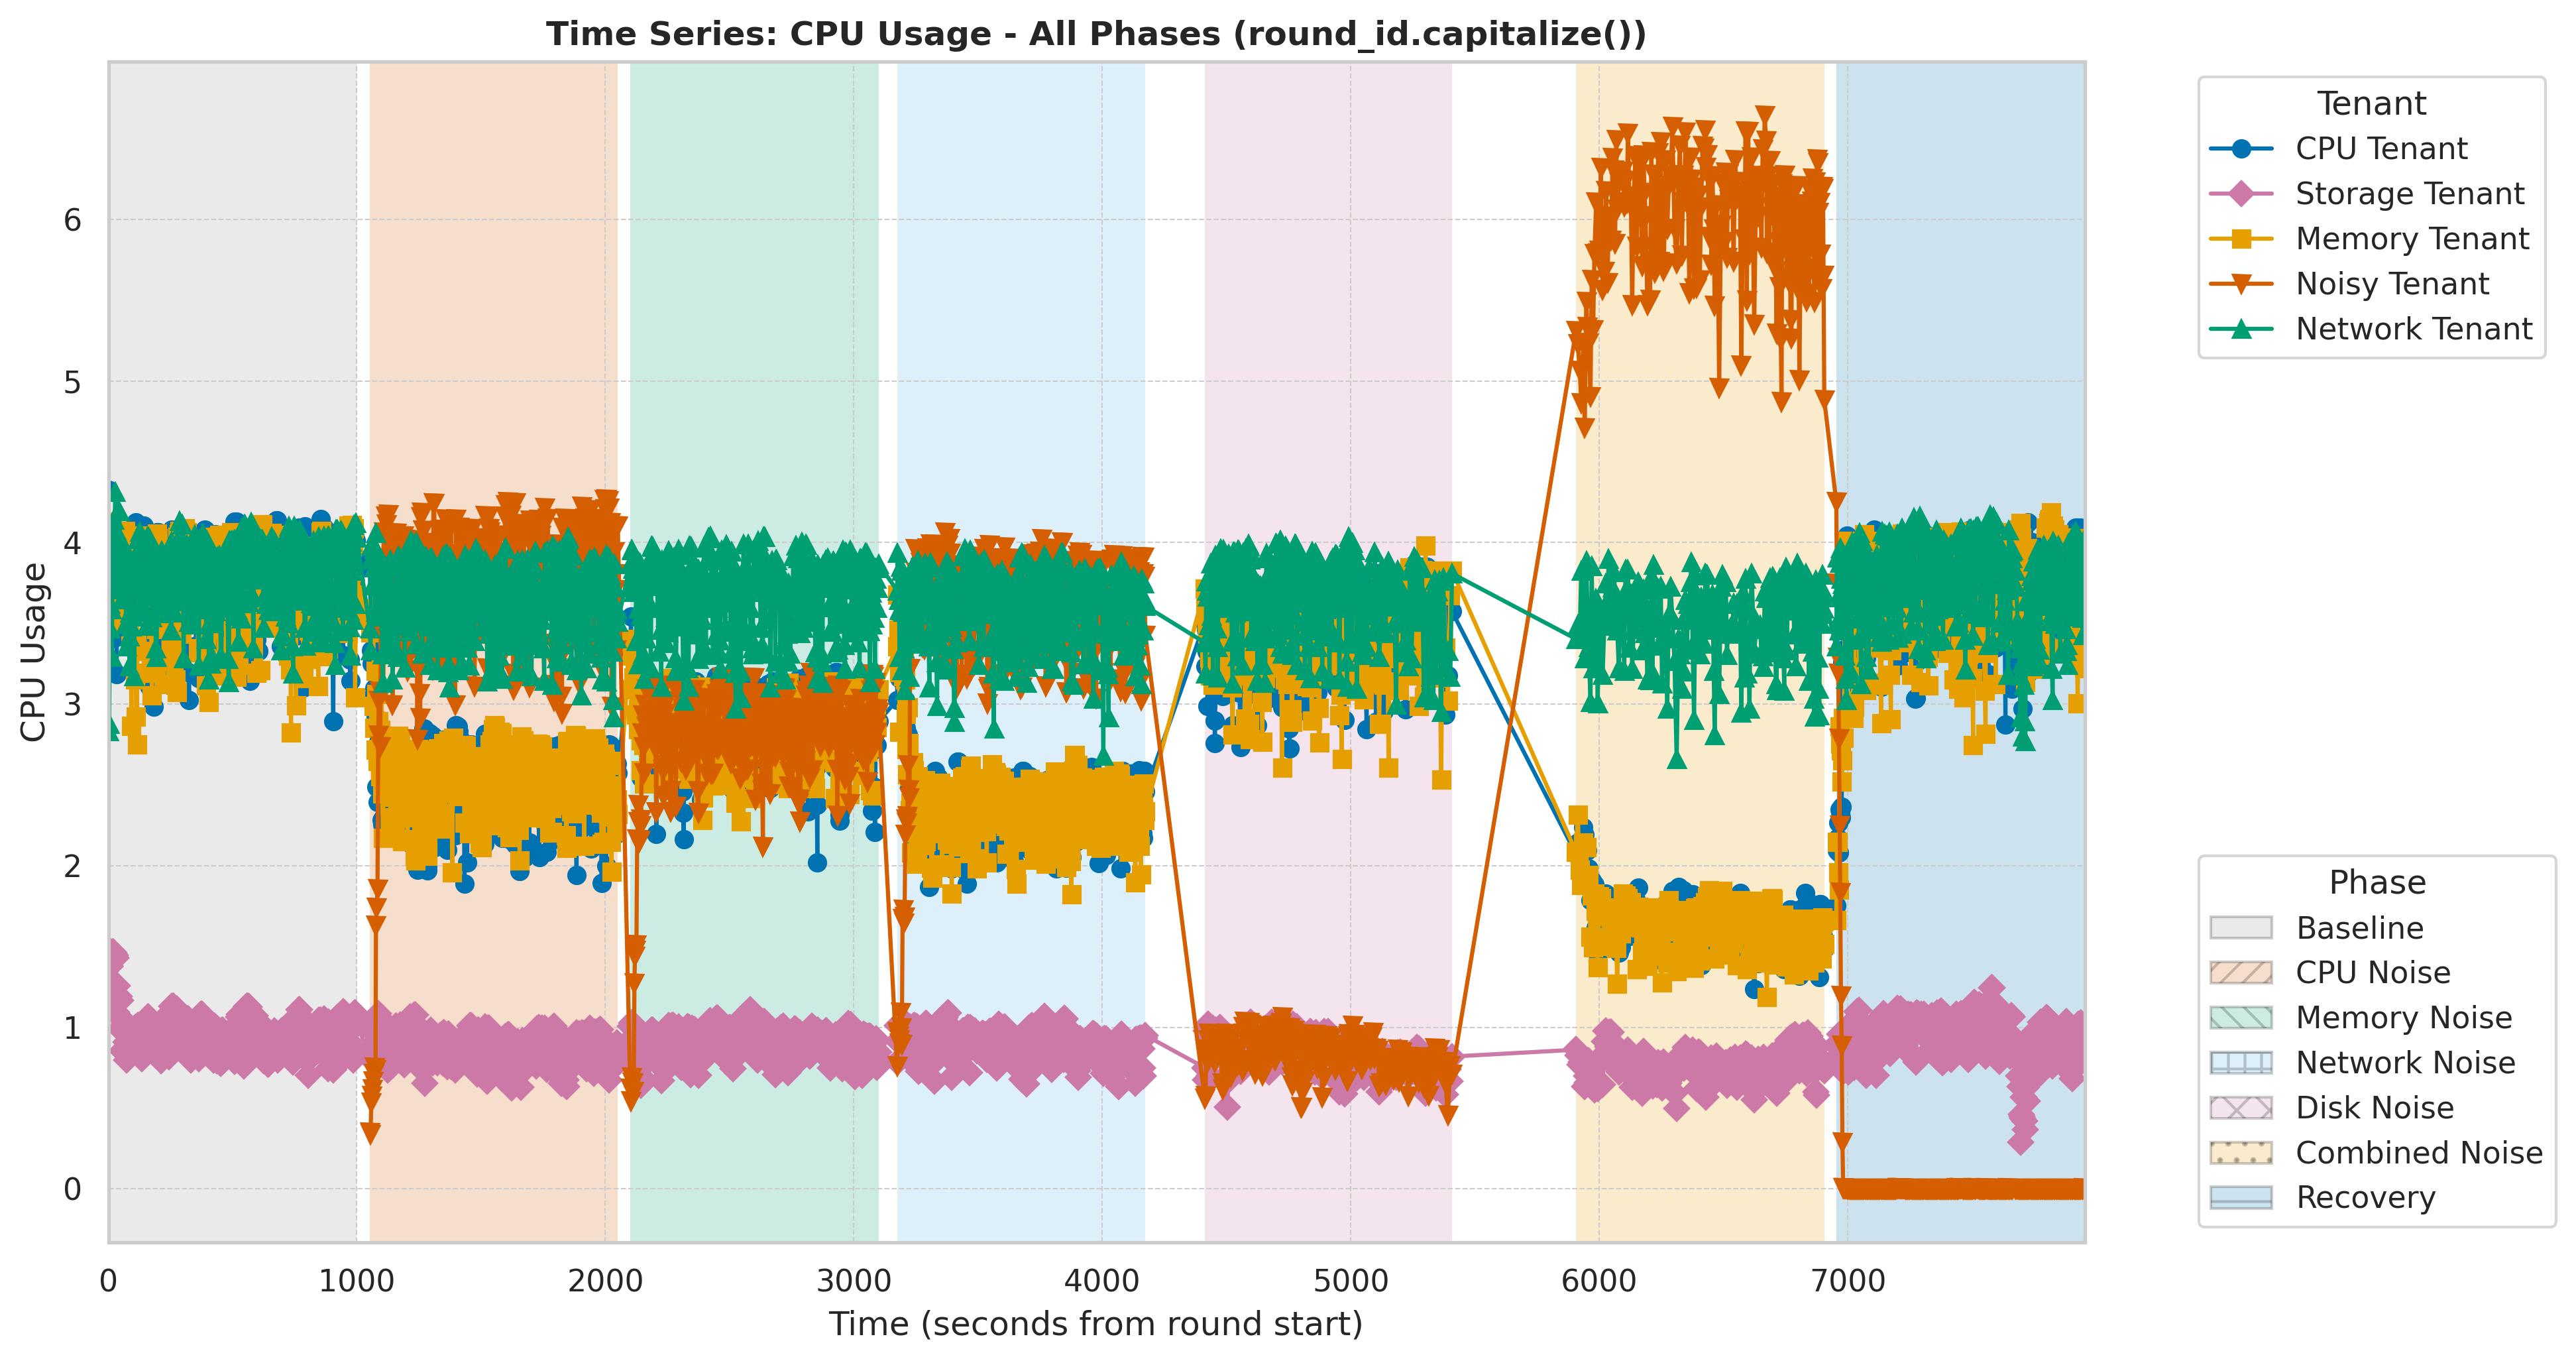 Time Series: CPU Usage - All Phases (round_id.capitalize())
CPU Usage
6
5
4
3
2
1
0
0
1000
2000
3000
4000
5000
6000
7000
Time (seconds from round start)
Tenant
CPU Tenant
Storage Tenant
Memory Tenant
Noisy Tenant
Network Tenant
Phase
Baseline
CPU Noise
Memory Noise
Network Noise
Disk Noise
Combined Noise
Recovery